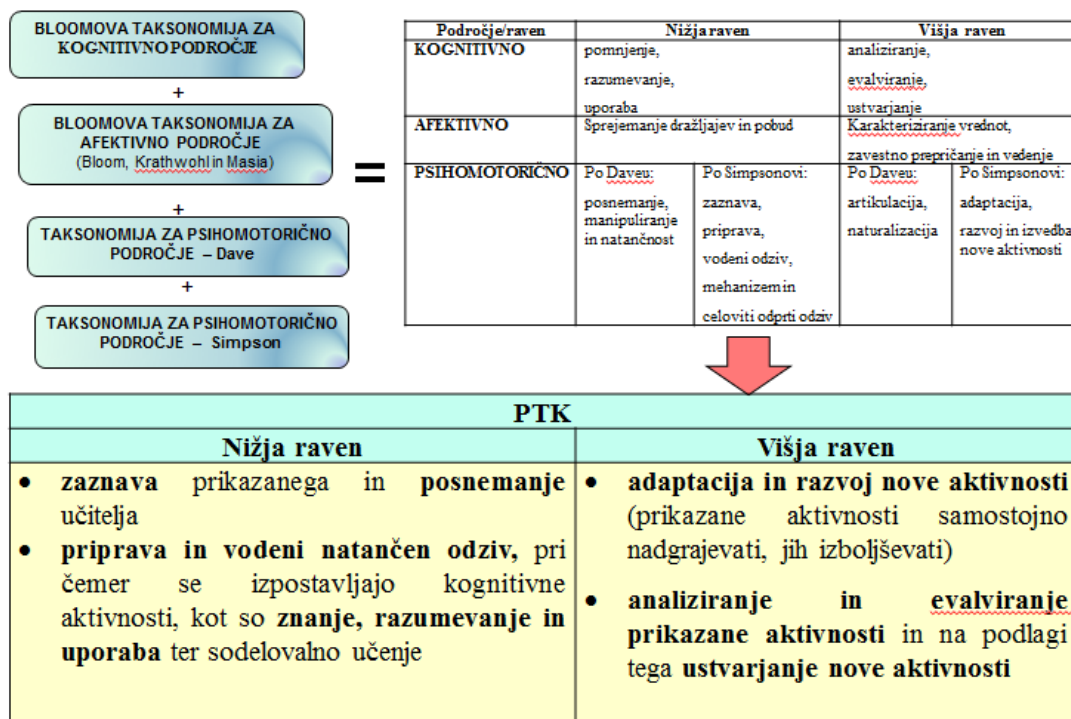 BLOOMOVA TAKSONOMIJA ZA
KOGNITIVNO PODROČJE
+
BLOOMOVA TAKSONOMIJA ZA
AFEKTIVNO PODROČJE
(Bloom, Krathwohl in Masia)
+
TAKSONOMIJA ZA PSIHOMOTORIČNO
PODROČJE – Dave
+
TAKSONOMIJA ZA PSIHOMOTORIČNO
PODROČJE – Simpson
=
Področje/raven Nižja raven Višja raven
KOGNITIVNO
pomnjenje,
razumevanje,
uporaba
analiziranje,
evalviranje,
ustvarjanje
AFEKTIVNO
Sprejemanje dražljajev in pobud
Karakteriziranje vrednot,
zavestno prepričanje in vedenje
PSIHOMOTORIČNO
Po Daveu:
posnemanje,
manipuliranje
in natančnost
Po Simpsonovi:
zaznava,
priprava,
vodeni odziv,
mehanizem in
celoviti odprti odziv
Po Daveu:
artikulacija,
naturalizacija
Po Simpsonovi:
adaptacija,
razvoj in izvedba
nove aktivnosti
PTK
Nižja raven
• zaznava prikazanega in posnemanje
učitelja
• priprava in vodeni natančen odziv, pri
čemer se izpostavljajo kognitivne
aktivnosti, kot so znanje, razumevanje in
uporaba ter sodelovalno učenje
Višja raven
• adaptacija in razvoj nove aktivnosti
(prikazane aktivnosti samostojno
nadgrajevati, jih izboljševati)
• analiziranje in evalviranje
prikazane aktivnosti in na podlagi
tega ustvarjanje nove aktivnosti